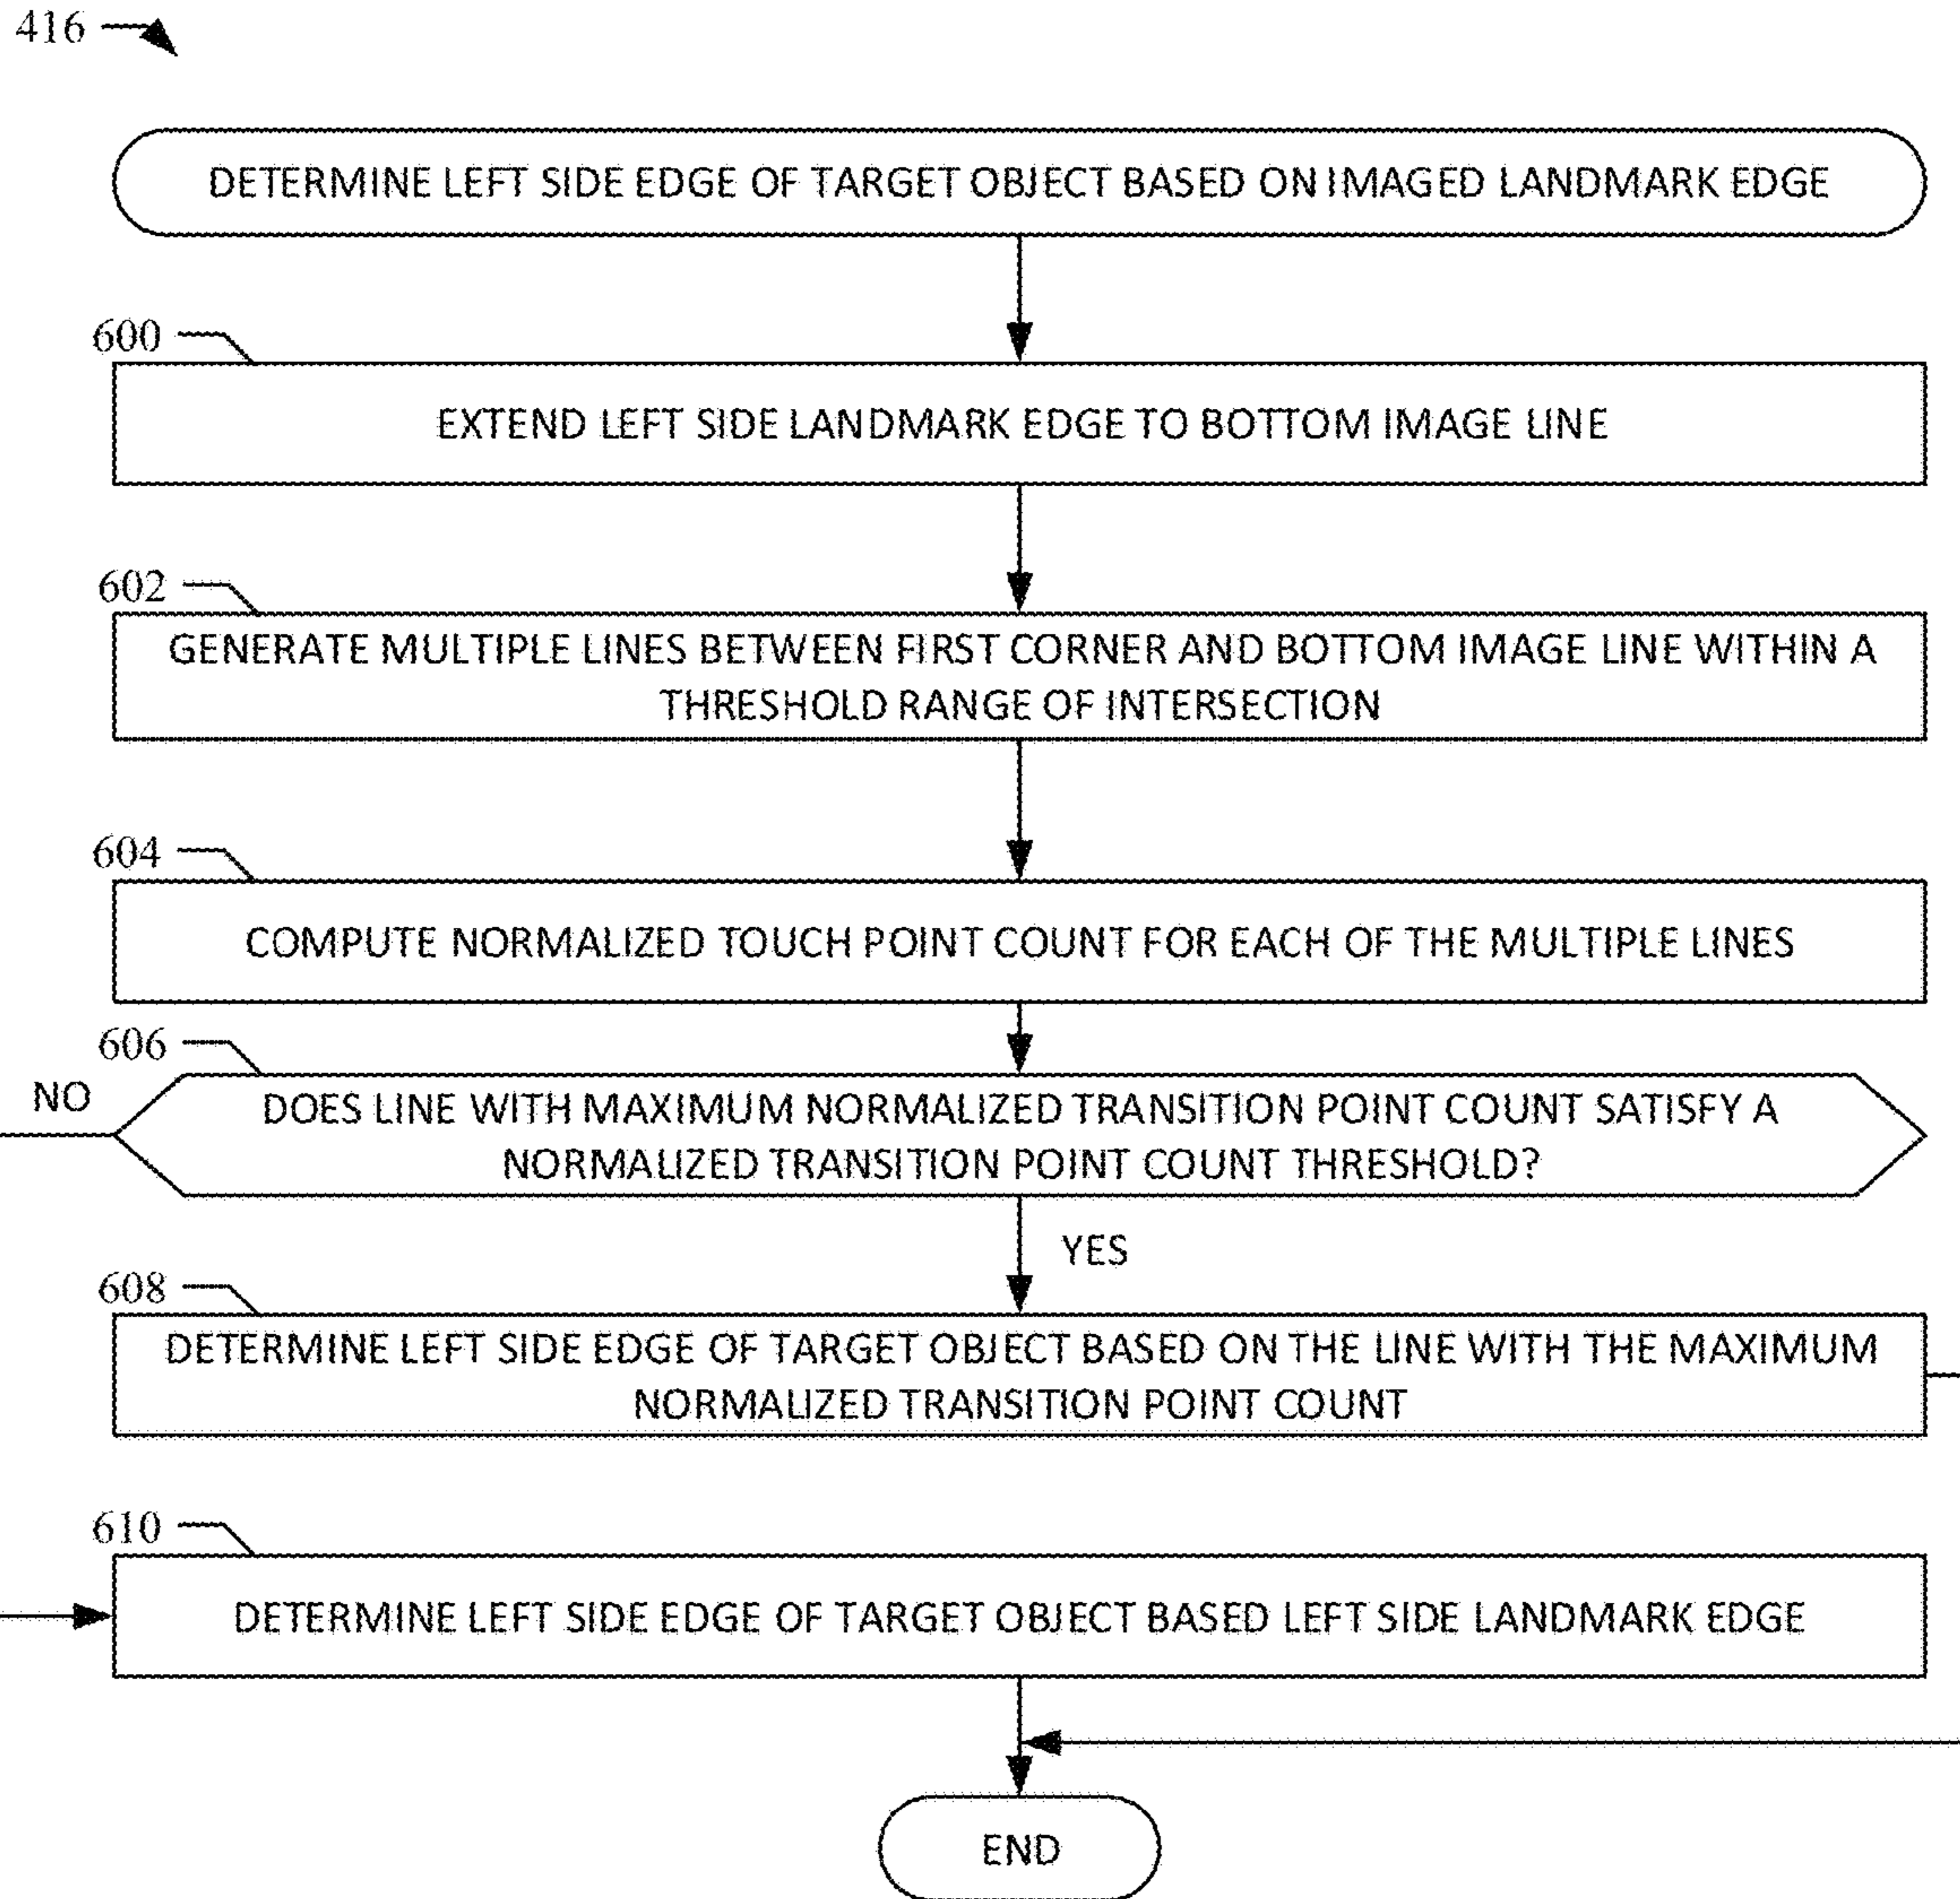 416
DETERMINE LEFT SIDE EDGE OF TARGET OBJECT BASED ON IMAGED LANDMARK EDGE
600
EXTEND LEFT SIDE LANDMARK EDGE TO BOTTOM IMAGE LINE
602
GENERATE MULTIPLE LINES BETWEEN FIRST CORNER AND BOTTOM IMAGE LINE WITHIN A
THRESHOLD RANGE OF INTERSECTION
604
COMPUTE NORMALIZED TOUCH POINT COUNT FOR EACH OF THE MULTIPLE LINES
606
NO
DOES LINE WITH MAXIMUM NORMALIZED TRANSITION POINT COUNT SATISFY A
NORMALIZED TRANSITION POINT COUNT THRESHOLD?
YES
608
DETERMINE LEFT SIDE EDGE OF TARGET OBJECT BASED ON THE LINE WITH THE MAXIMUM
NORMALIZED TRANSITION POINT COUNT
610
DETERMINE LEFT SIDE EDGE OF TARGET OBJECT BASED LEFT SIDE LANDMARK EDGE
END